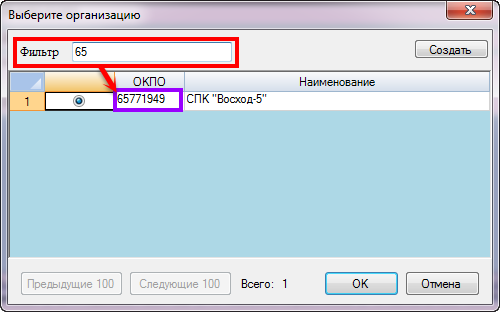 Выберите организацию
Фильтр 65 Создать
ОКПО Наименование
1 65771949 СПК "Восход-5"
Предыдущие 100 Следующие 100 Всего: 1 OK Отмена